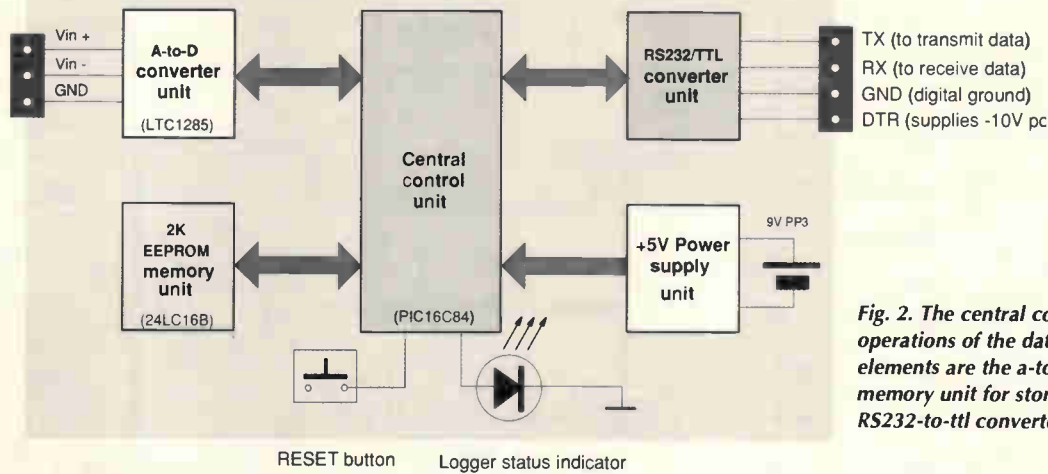 Vin +
Vin -
GND
A-to-D
converter
unit
(LTC1285)
2K
EEPROM
memory
unit
(24LC16B)
Central
control
unit
(PIC16C84)
RS232/TTL
converter
unit
TX (to transmit data)
RX (to receive data)
GND (digital ground)
DTR (supplies -10V pc
+5V Power
supply
unit
9V PP3
RESET button
Logger status indicator
Fig. 2. The central co
operations of the dat
elements are the a-to
memory unit for stor
RS232-to-ttl converte